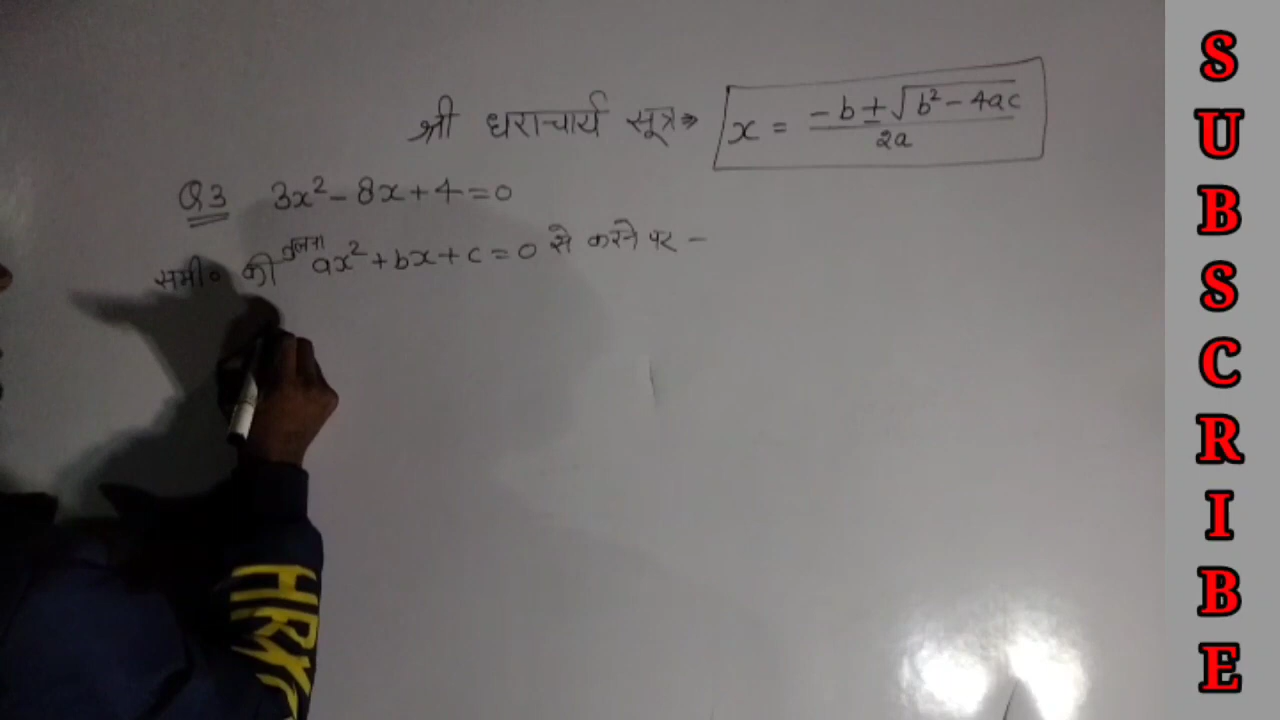 श्री धराचार्य सूत्र⇒ x = -b ± √b² - 4ac / 2a
Q3 3x² - 8x + 4 = 0
समी० की तुलना ax² + bx + c = 0 से करने पर -
SUBSCRIBE